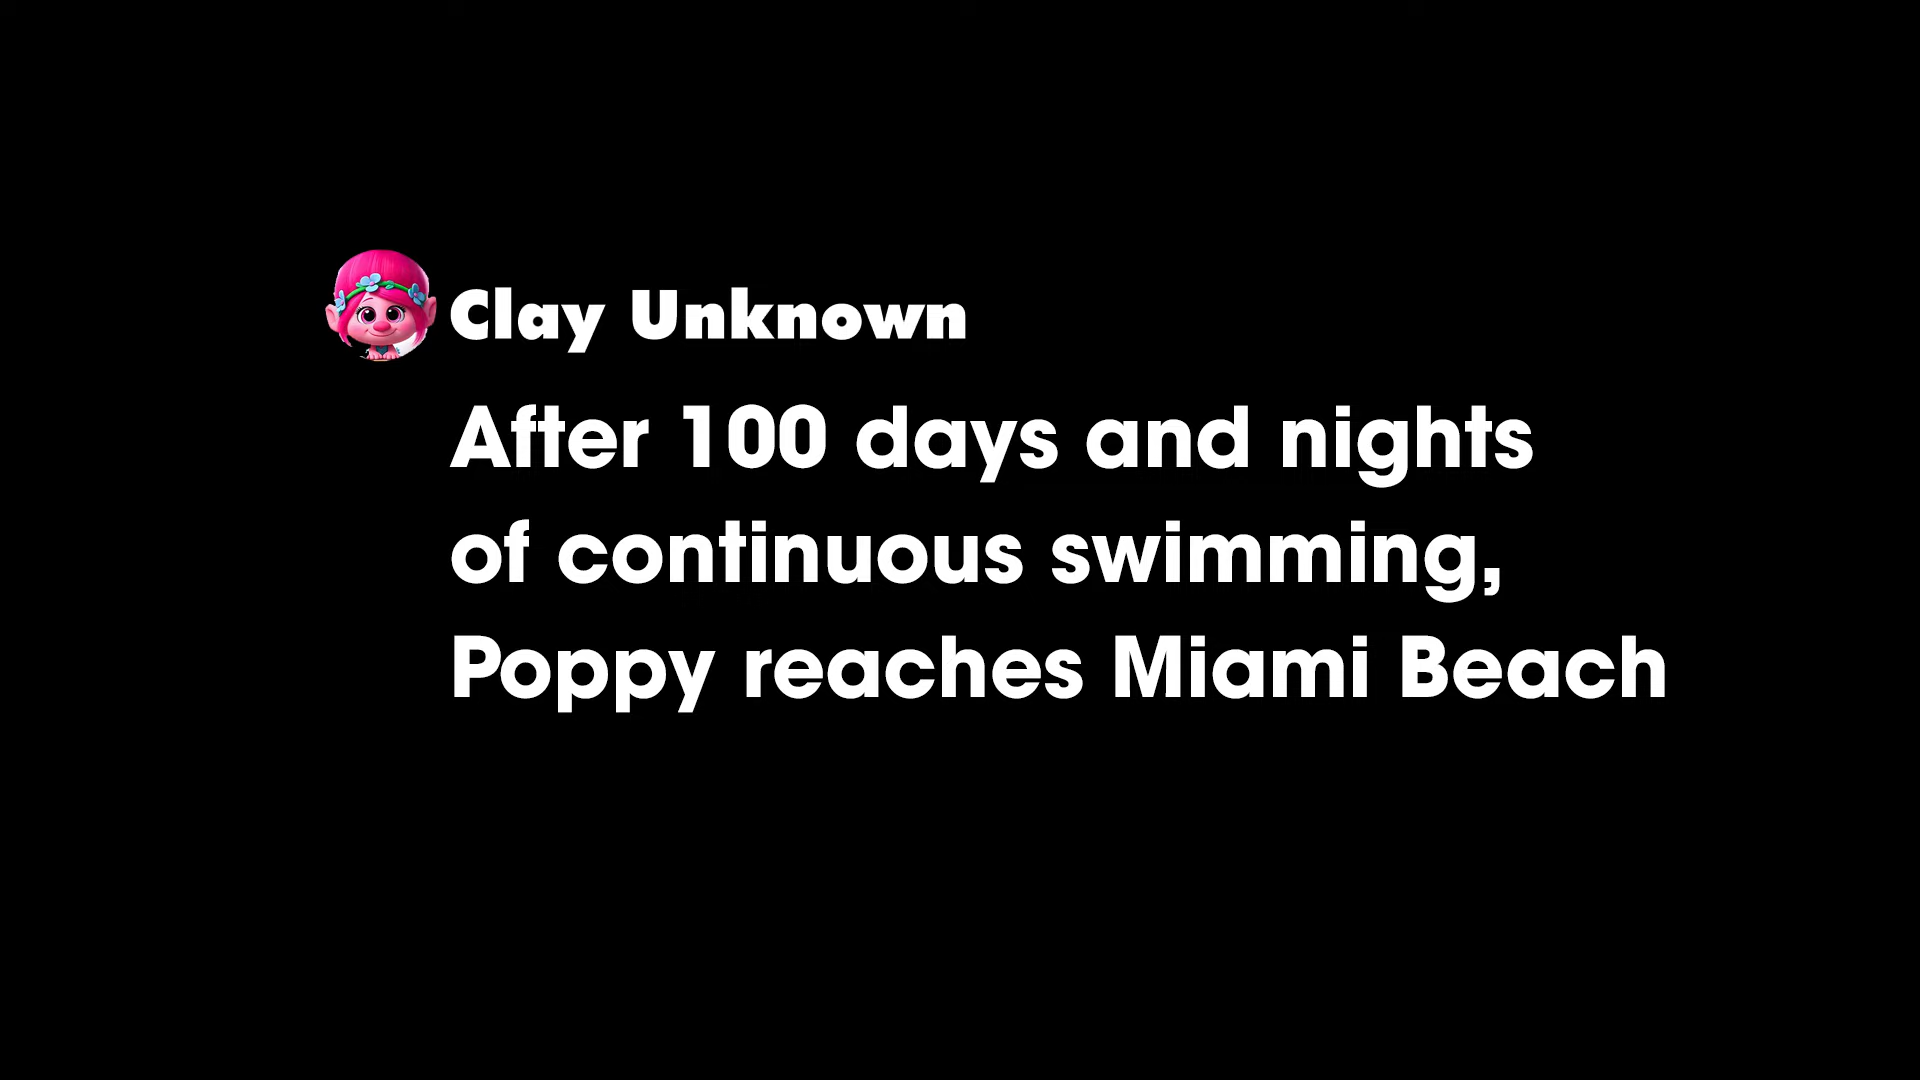 Clay Unknown
After 100 days and nights
of continuous swimming,
Poppy reaches Miami Beach